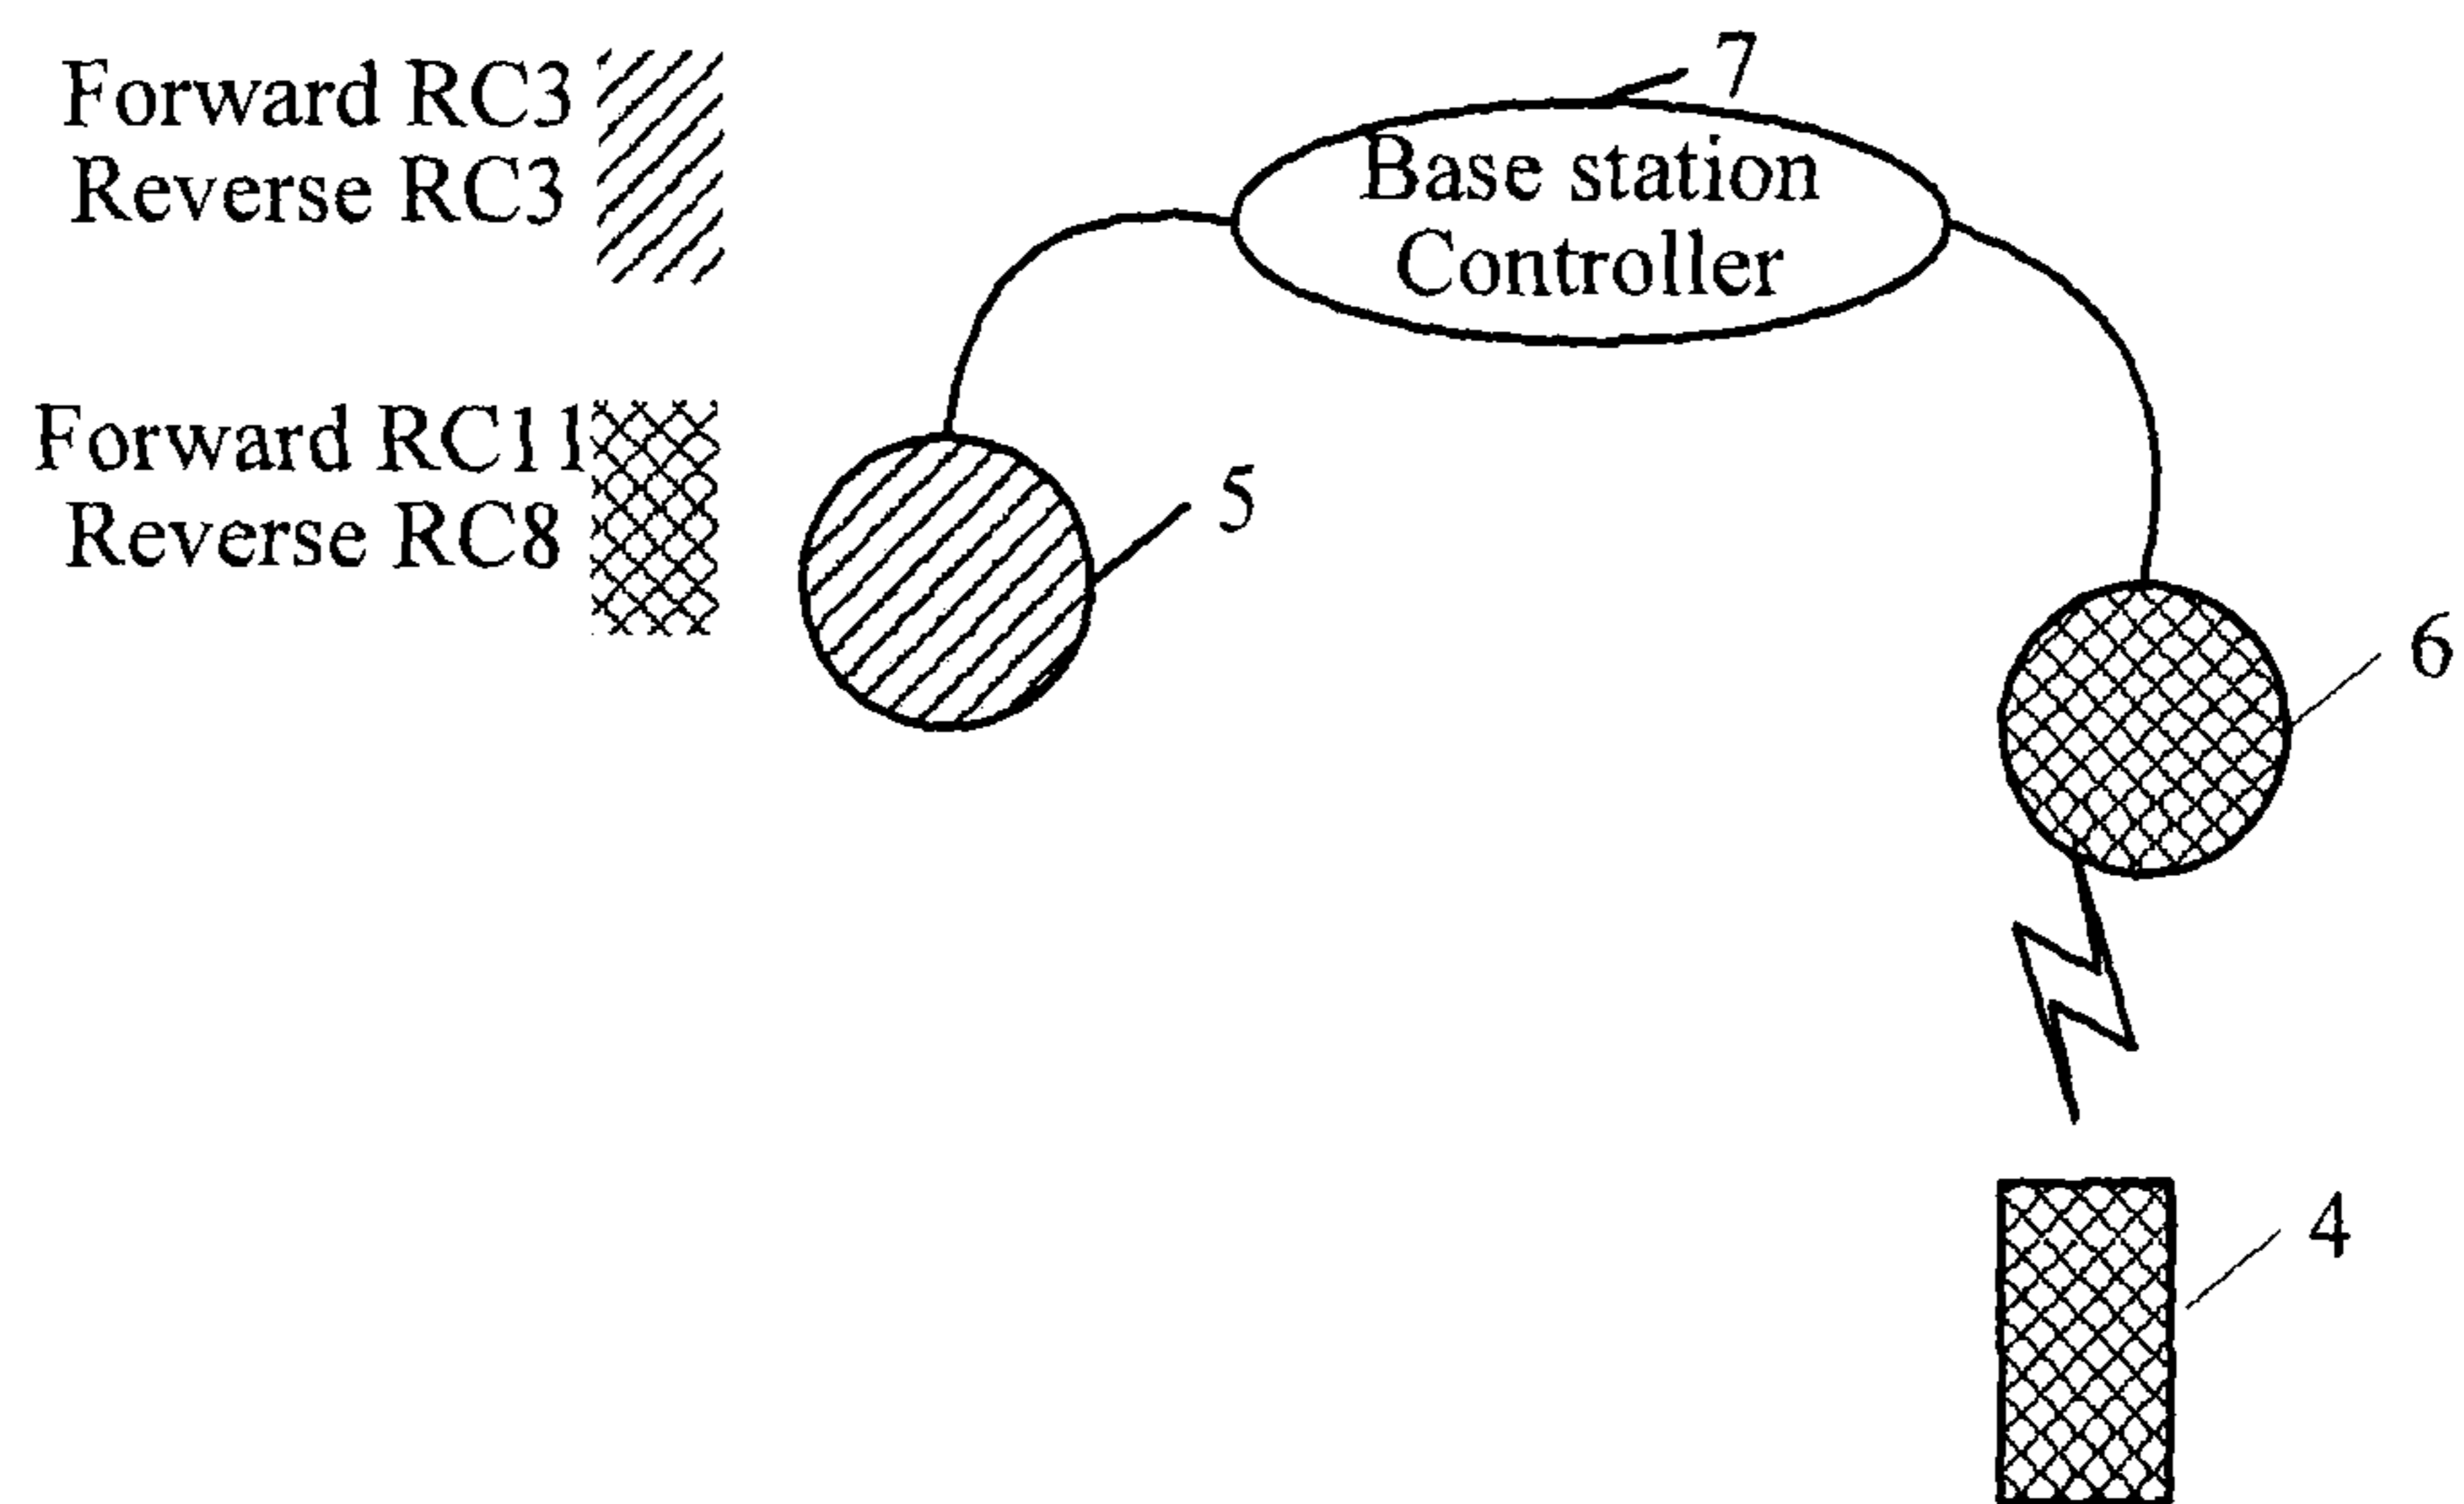 Forward RC3
Reverse RC3
Forward RC11
Reverse RC8
7
Base station
Controller
5
6
4